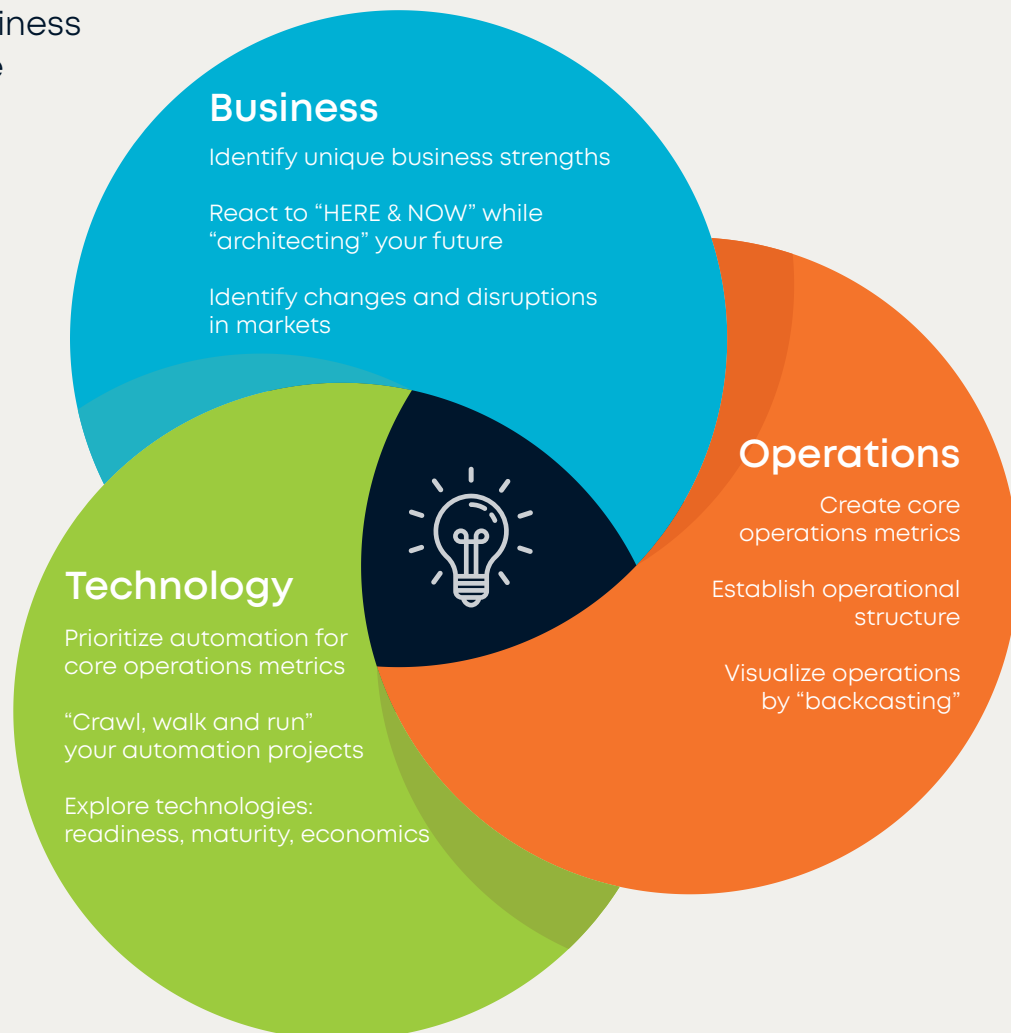 Business
Identify unique business strengths
React to “HERE & NOW” while
“architecting” your future
Identify changes and disruptions
in markets
Operations
Create core
operations metrics
Establish operational
structure
Visualize operations
by “backcasting”
Technology
Prioritize automation for
core operations metrics
“Crawl, walk and run”
your automation projects
Explore technologies:
readiness, maturity, economics